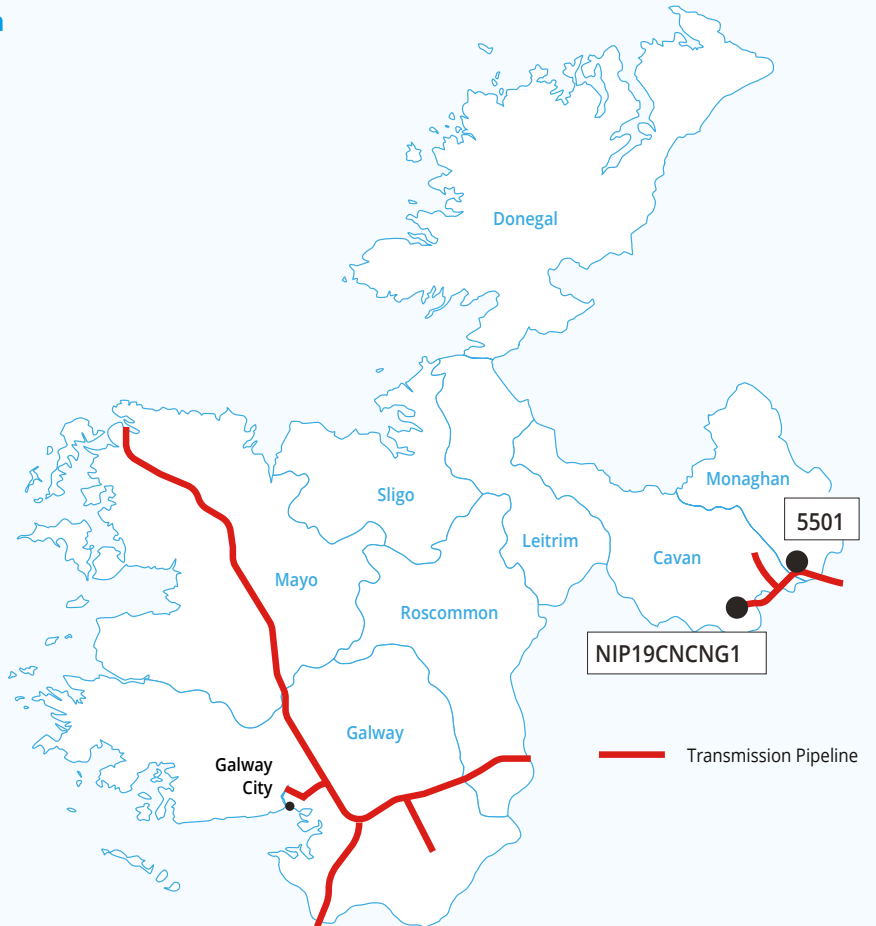 Donegal
Monaghan
5501
Sligo
Leitrim
Cavan
Mayo
Roscommon
NIP19CNCNG1
Galway
Transmission Pipeline
Galway
City